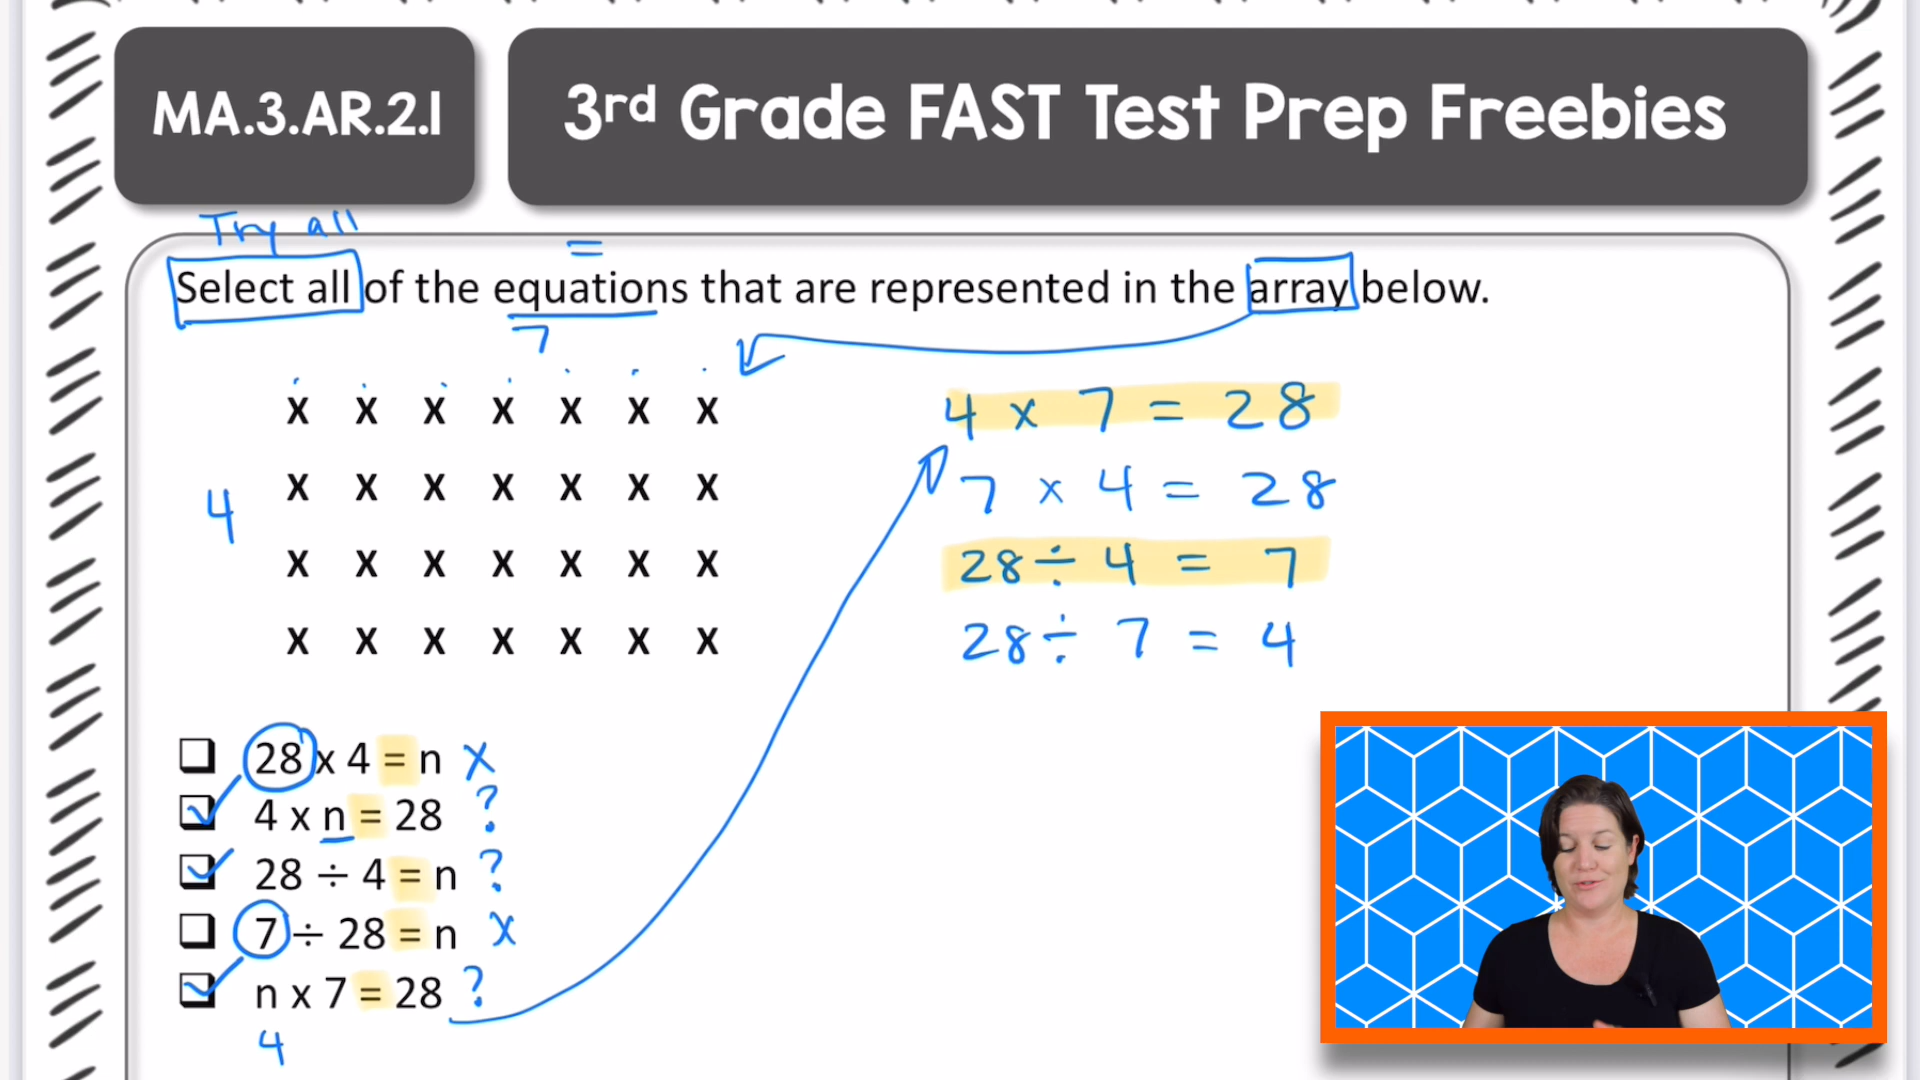 MA.3.AR.2.1
3rd Grade FAST Test Prep Freebies
Try all
=
Select all of the equations that are represented in the array below.
7
x x x x x x x
4 x 7 = 28
x x x x x x x
7 x 4 = 28
4
x x x x x x x
28 ÷ 4 = 7
x x x x x x x
28 ÷ 7 = 4
28 x 4 = n x
4 x n = 28 ?
28 ÷ 4 = n ?
7 ÷ 28 = n x
n x 7 = 28 ?
4